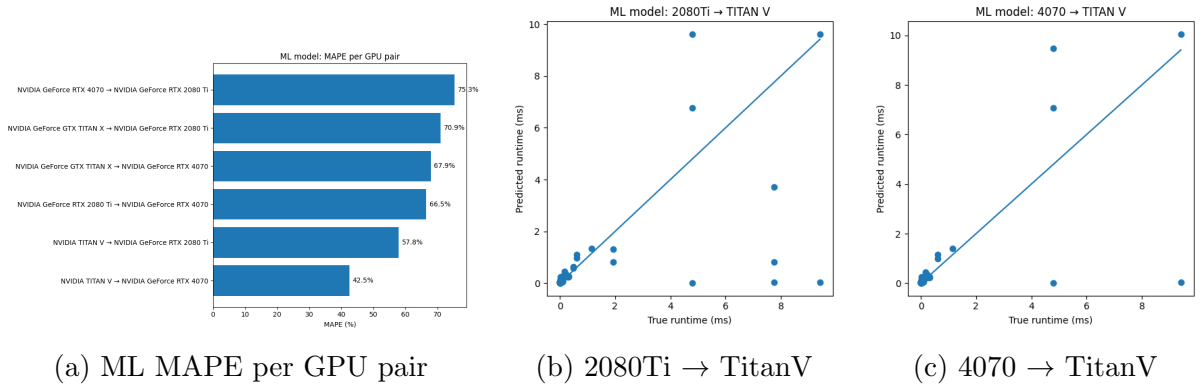 ML model: MAPE per GPU pair
NVIDIA GeForce RTX 4070 → NVIDIA GeForce RTX 2080 Ti
75.3%
NVIDIA GeForce GTX TITAN X → NVIDIA GeForce RTX 2080 Ti
70.9%
NVIDIA GeForce GTX TITAN X → NVIDIA GeForce RTX 4070
67.9%
NVIDIA GeForce RTX 2080 Ti → NVIDIA GeForce RTX 4070
66.5%
NVIDIA TITAN V → NVIDIA GeForce RTX 2080 Ti
57.8%
NVIDIA TITAN V → NVIDIA GeForce RTX 4070
42.5%
0 10 20 30 40 50 60 70
MAPE (%)
(a) ML MAPE per GPU pair
ML model: 2080Ti → TITAN V
Predicted runtime (ms)
10
8
6
4
2
0
0 2 4 6 8
True runtime (ms)
(b) 2080Ti → TitanV
ML model: 4070 → TITAN V
Predicted runtime (ms)
10
8
6
4
2
0
0 2 4 6 8
True runtime (ms)
(c) 4070 → TitanV